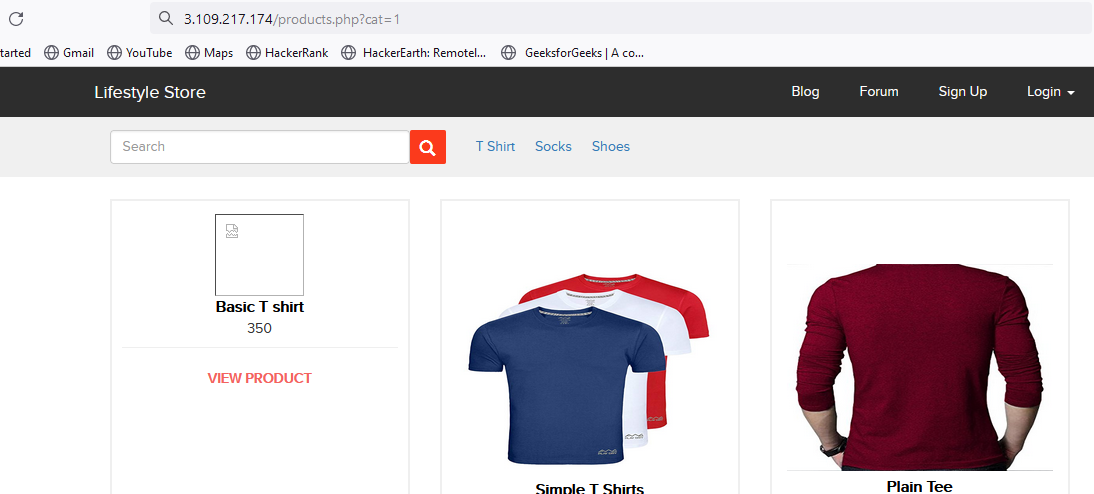 3.109.217.174/products.php?cat=1
tarted Gmail YouTube Maps HackerRank HackerEarth: Remotel... GeeksforGeeks | A co...
Lifestyle Store Blog Forum Sign Up Login
Search T Shirt Socks Shoes
Basic T shirt
350
VIEW PRODUCT
Simple T Shirts
Plain Tee